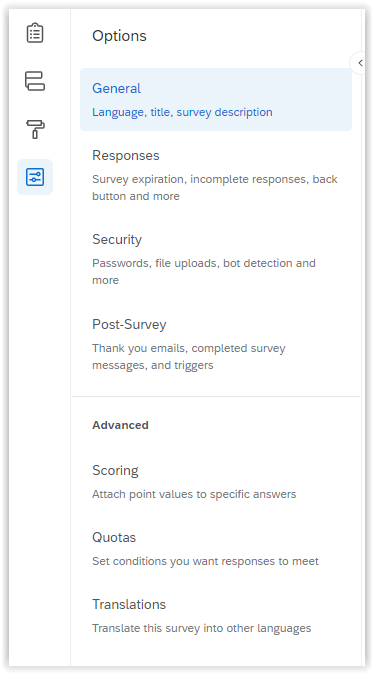 Options
General
Language, title, survey description
Responses
Survey expiration, incomplete responses, back
button and more
Security
Passwords, file uploads, bot detection and
more
Post-Survey
Thank you emails, completed survey
messages, and triggers
Advanced
Scoring
Attach point values to specific answers
Quotas
Set conditions you want responses to meet
Translations
Translate this survey into other languages